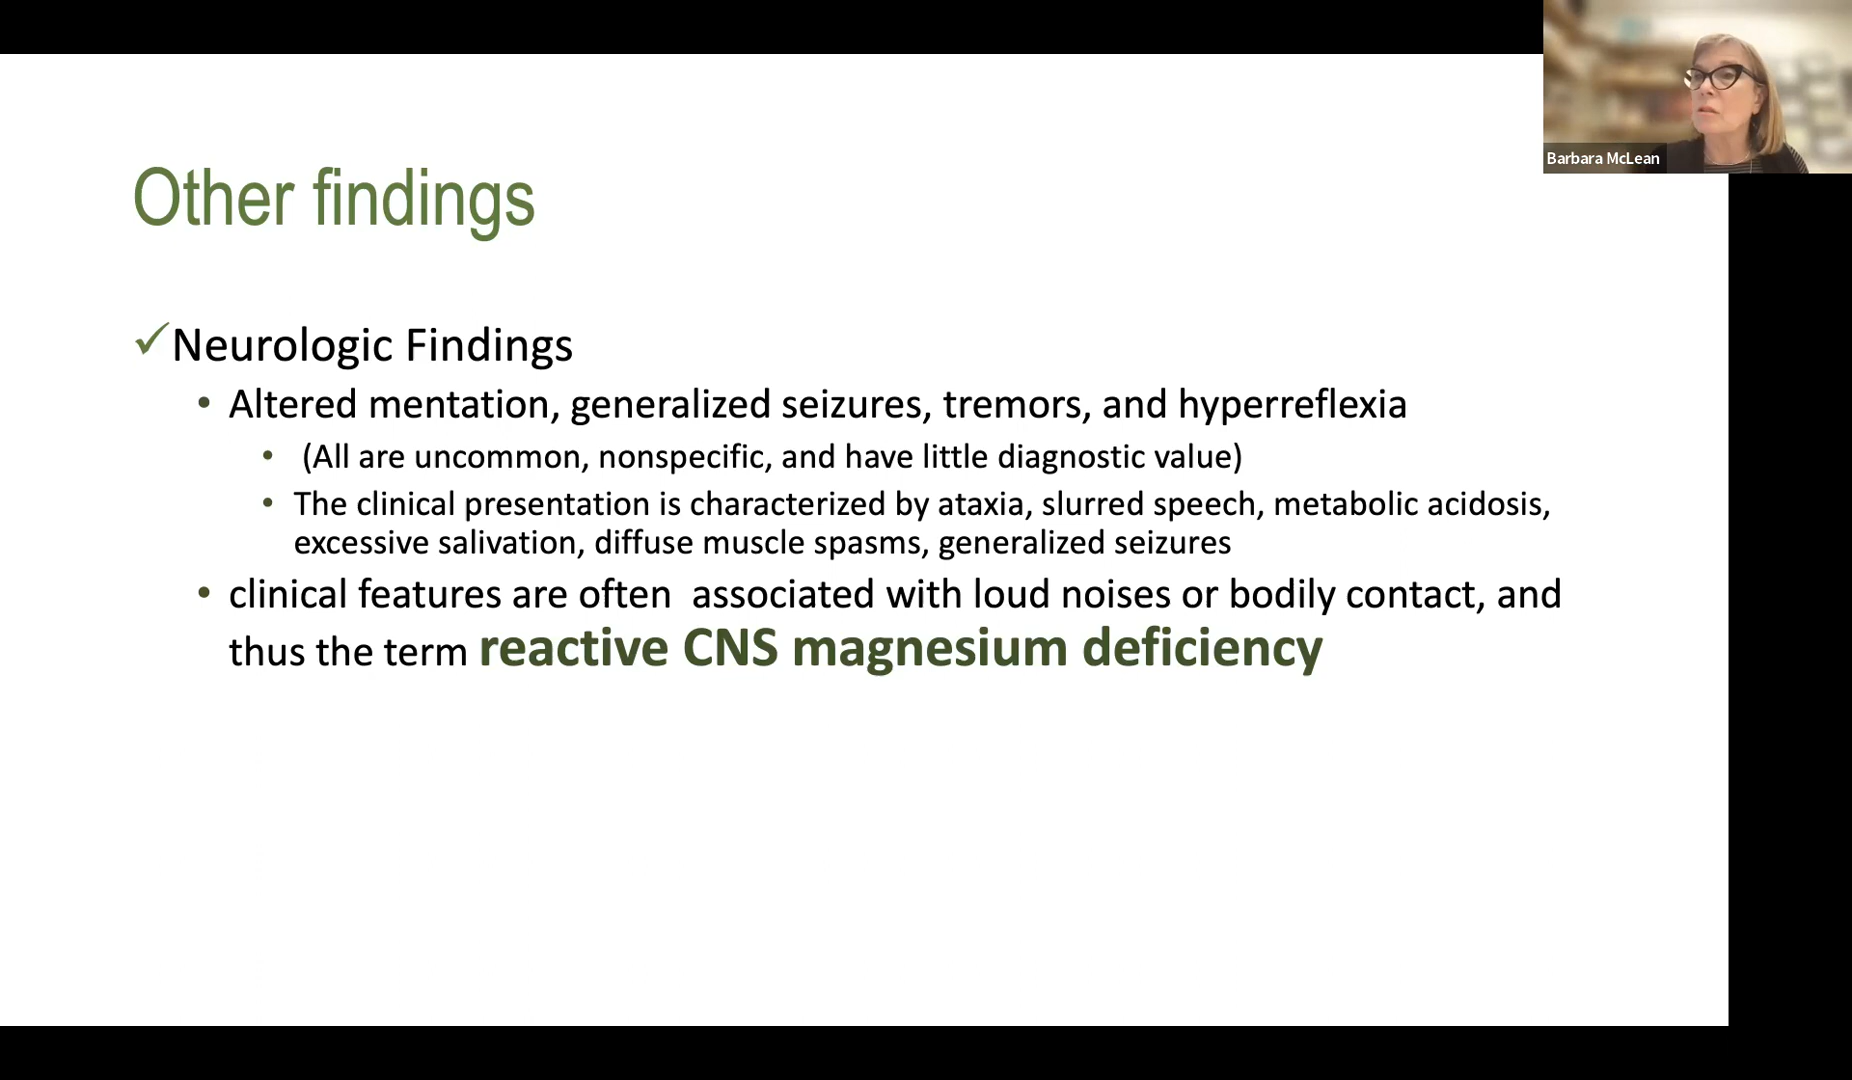 Barbara McLean
Other findings
✓Neurologic Findings
• Altered mentation, generalized seizures, tremors, and hyperreflexia
• (All are uncommon, nonspecific, and have little diagnostic value)
• The clinical presentation is characterized by ataxia, slurred speech, metabolic acidosis,
excessive salivation, diffuse muscle spasms, generalized seizures
• clinical features are often  associated with loud noises or bodily contact, and
thus the term reactive CNS magnesium deficiency